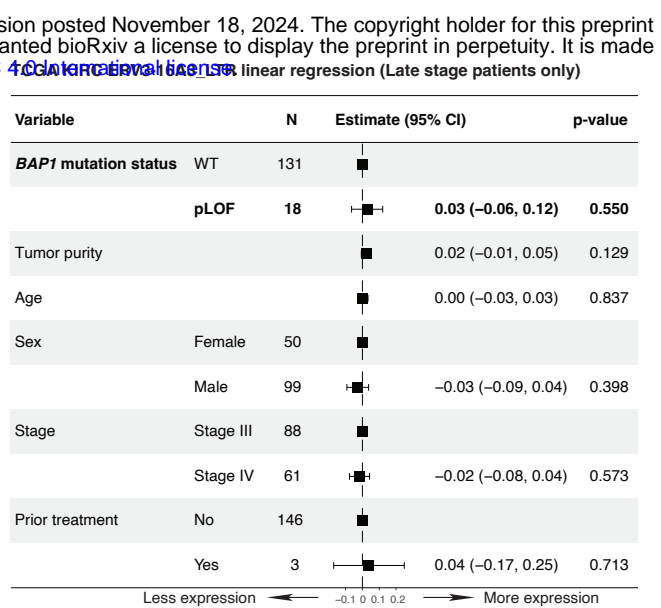 sion posted November 18, 2024. The copyright holder for this preprint
anted bioRxiv a license to display the preprint in perpetuity. It is made
4.0 International license.
linear regression (Late stage patients only)
Variable N Estimate (95% CI) p-value
BAP1 mutation status WT 131
pLOF 18 0.03 (−0.06, 0.12) 0.550
Tumor purity 0.02 (−0.01, 0.05) 0.129
Age 0.00 (−0.03, 0.03) 0.837
Sex Female 50
Male 99 −0.03 (−0.09, 0.04) 0.398
Stage Stage III 88
Stage IV 61 −0.02 (−0.08, 0.04) 0.573
Prior treatment No 146
Yes 3 0.04 (−0.17, 0.25) 0.713
Less expression −0.1 0 0.1 0.2 More expression